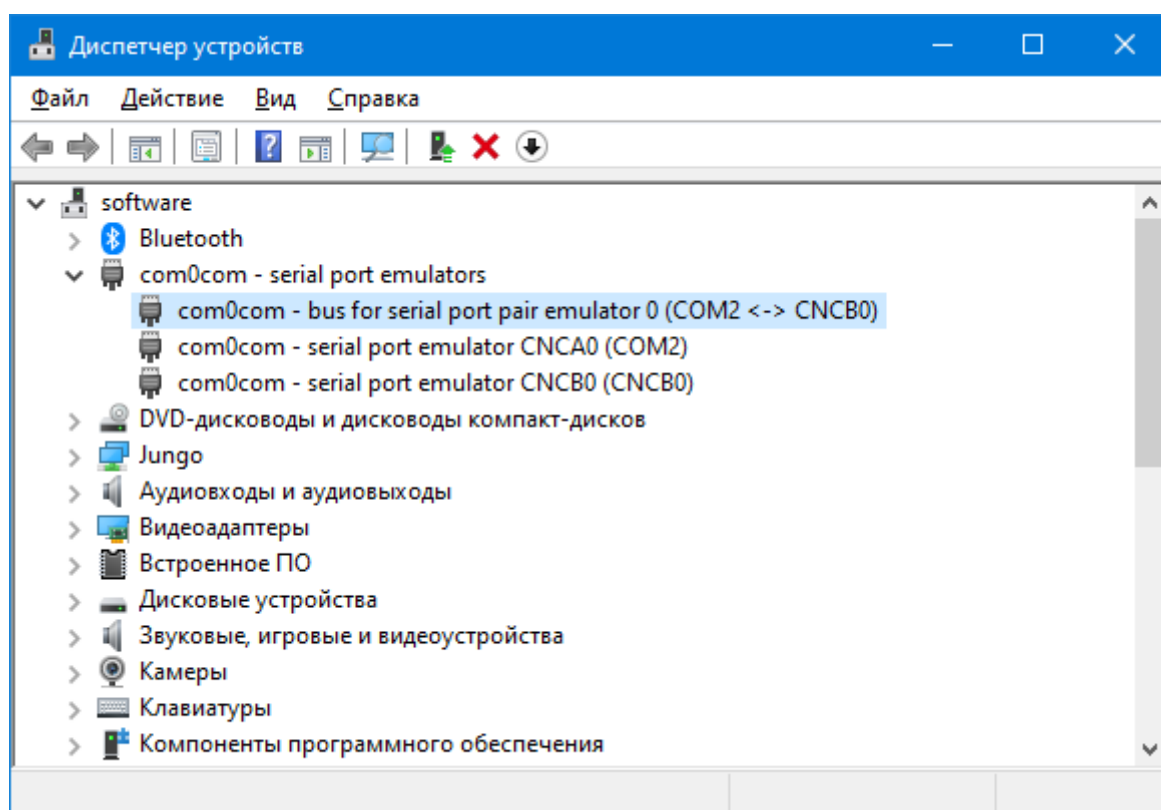 Диспетчер устройств
Файл Действие Вид Справка
software
Bluetooth
com0com - serial port emulators
com0com - bus for serial port pair emulator 0 (COM2 <-> CNCB0)
com0com - serial port emulator CNCA0 (COM2)
com0com - serial port emulator CNCB0 (CNCB0)
DVD-дисководы и дисководы компакт-дисков
Jungo
Аудиовходы и аудиовыходы
Видеоадаптеры
Встроенное ПО
Дисковые устройства
Звуковые, игровые и видеоустройства
Камеры
Клавиатуры
Компоненты программного обеспечения